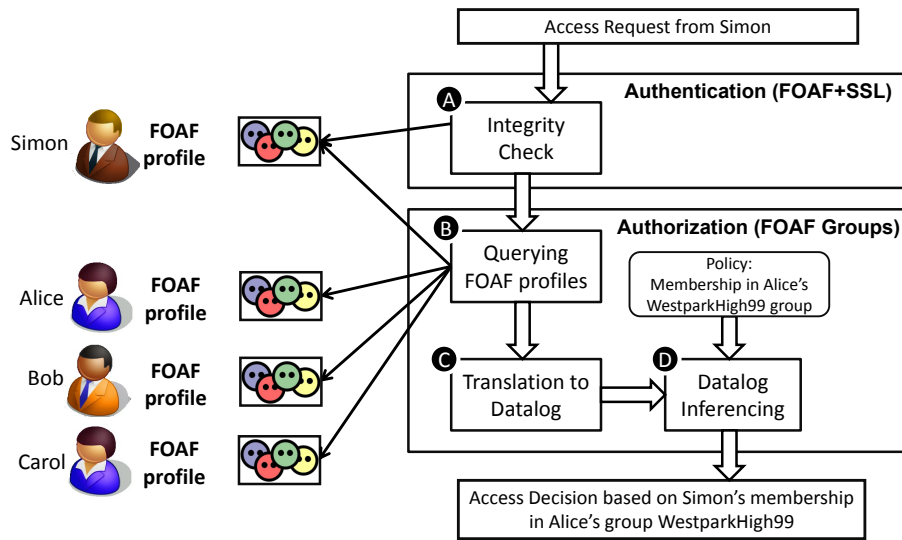 Access Request from Simon
Authentication (FOAF+SSL)
A
Integrity
Check
Simon
FOAF
profile
Authorization (FOAF Groups)
B
Querying
FOAF profiles
Policy:
Membership in Alice's
WestparkHigh99 group
Alice
FOAF
profile
Bob
FOAF
profile
C
Translation to
Datalog
D
Datalog
Inferencing
Carol
FOAF
profile
Access Decision based on Simon's membership
in Alice's group WestparkHigh99